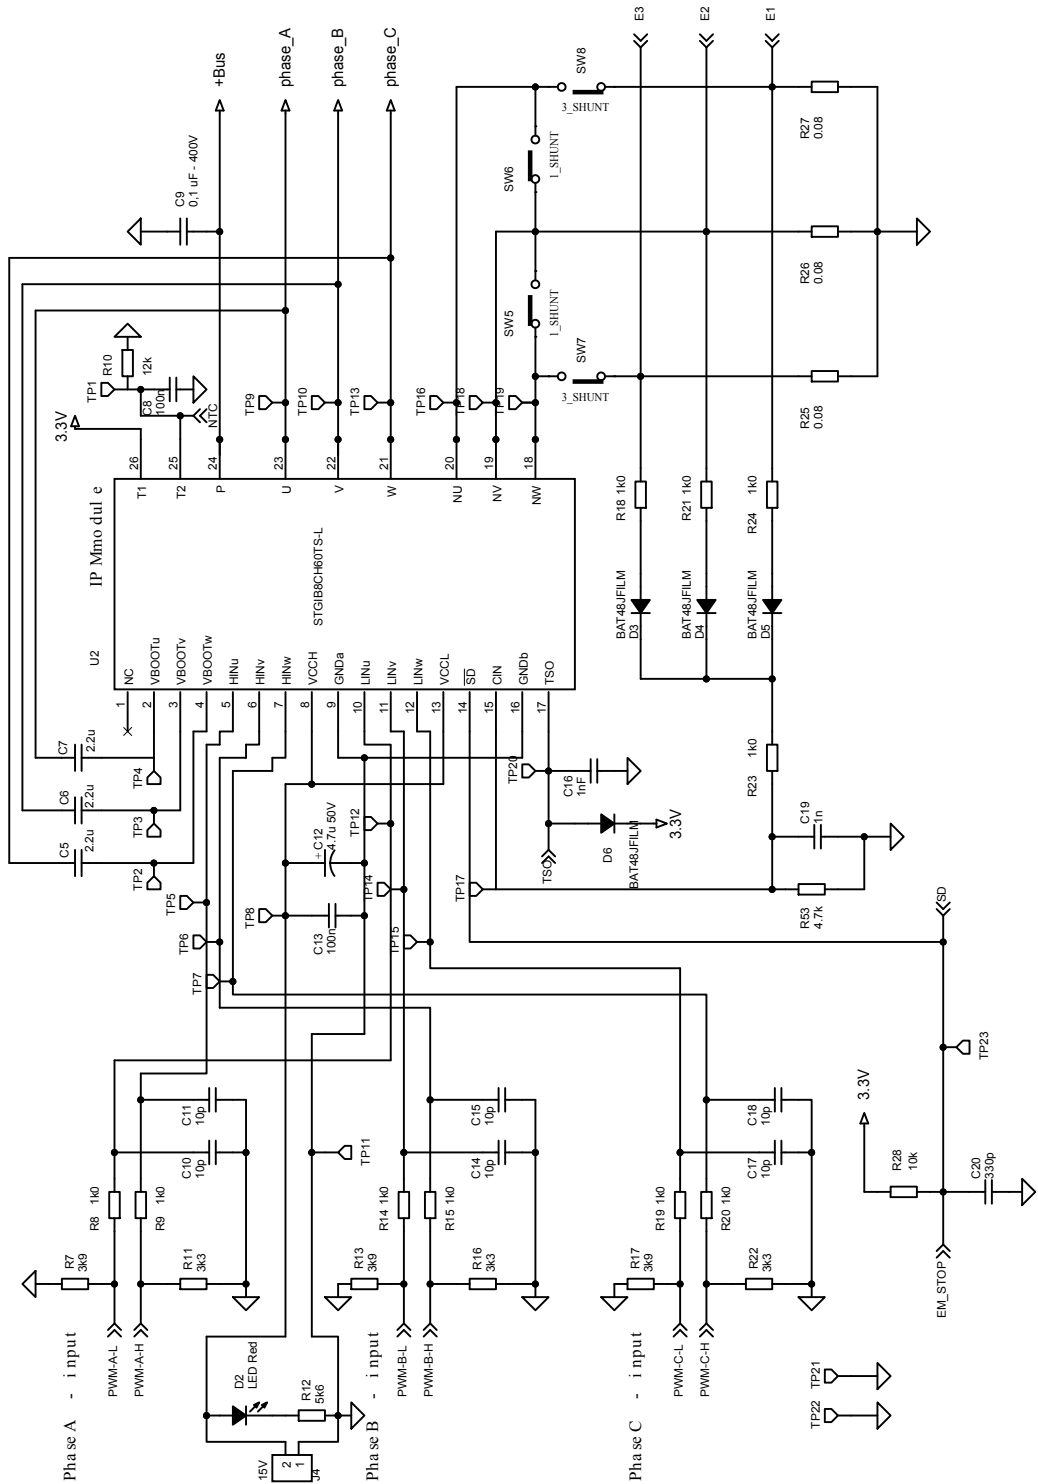 E3
E2
E1
+Bus
phase_A
phase_B
phase_C
C9
0,1 uF - 400V
SW8
3_SHUNT
SW6
1_SHUNT
SW5
1_SHUNT
SW7
3_SHUNT
R27
0.08
R26
0.08
R25
0.08
R10
12k
TP1
C8
100n
NTC
3.3V
TP9
TP10
TP13
TP16
TP18
TP19
26
25
24
23
22
21
20
19
18
T1
T2
P
U
V
W
NU
NV
NW
IP Mmo dul e
U2
STGIB8CH60TS-L
NC
VBOOTu
VBOOTv
VBOOTw
HINu
HINv
HINw
VCCH
GNDa
LINu
LINv
LINw
VCCL
SD
CIN
GNDb
TSO
1
2
3
4
5
6
7
8
9
10
11
12
13
14
15
16
17
R18 1k0
R21 1k0
R24 1k0
BAT48JFILM
D3
BAT48JFILM
D4
BAT48JFILM
D5
C7
2.2u
C6
2.2u
C5
2.2u
TP4
TP3
TP2
TP5
TP6
TP7
TP8
+ C12
4.7u 50V
C13
100n
TP12
TP14
TP15
TP17
TP20
C16
1nF
TSO
D6
BAT48JFILM
3.3V
R23
1k0
C19
1n
R53
4.7k
SD
TP23
3.3V
R28
10k
C20
330p
EM_STOP
C11
10p
C10
10p
R8 1k0
R9 1k0
R7
3k9
R11
3k3
PWM-A-L
PWM-A-H
Pha se A - i nput
TP11
D2
LED Red
R12
5k6
15V
2
1
J4
C15
10p
C14
10p
R14 1k0
R15 1k0
R13
3k9
R16
3k3
PWM-B-L
PWM-B-H
Pha se B - i nput
C18
10p
C17
10p
R19 1k0
R20 1k0
R17
3k9
R22
3k3
PWM-C-L
PWM-C-H
Pha se C - i nput
TP21
TP22